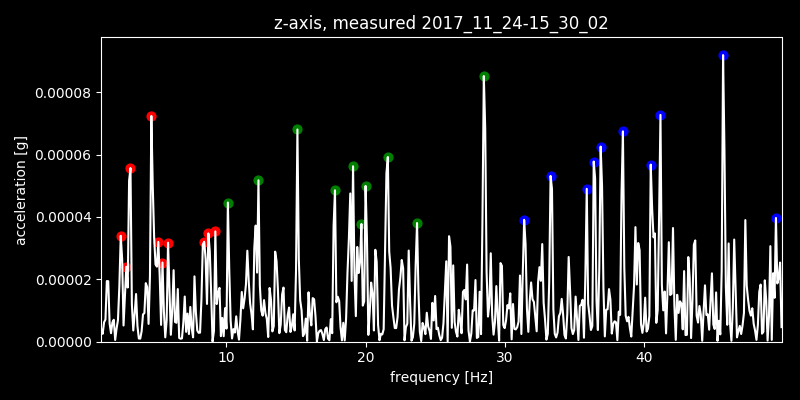 z-axis, measured 2017_11_24-15_30_02
0.00008
0.00006
0.00004
0.00002
0.00000
acceleration [g]
10 20 30 40
frequency [Hz]